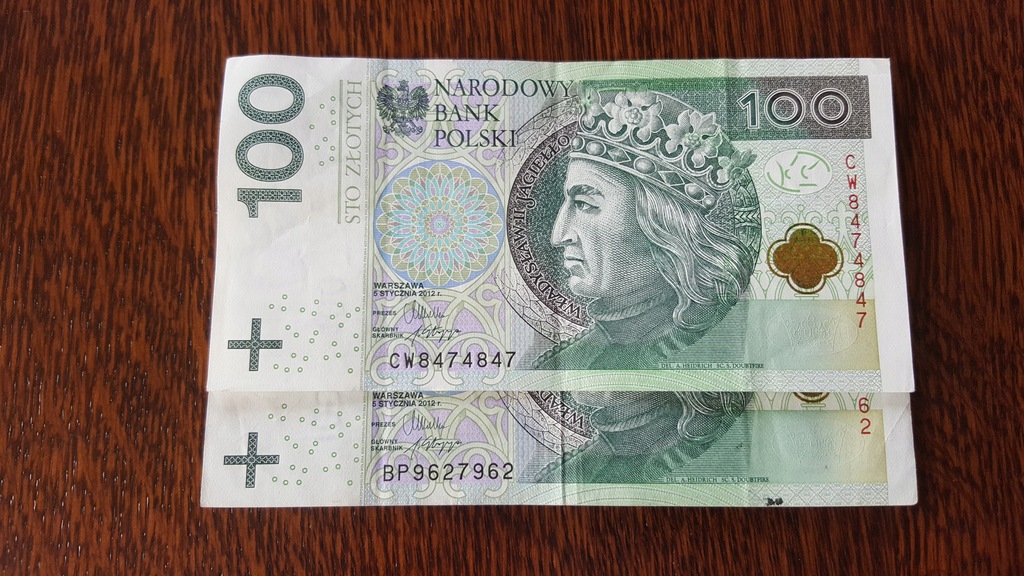 100
STO ZŁOTYCH
NARODOWY
BANK
POLSKI
100
WŁADYSŁAW II JAGIEŁŁO
CW8474847
WARSZAWA
5 STYCZNIA 2012 r.
PREZES
GŁÓWNY
SKARBNIK
CW8474847
DEL. A. HEIDRICH SC. S. DOUBTFIRE
WARSZAWA
5 STYCZNIA 2012 r.
PREZES
GŁÓWNY
SKARBNIK
BP9627962
62
DEL. A. HEIDRICH SC. S. DOUBTFIRE